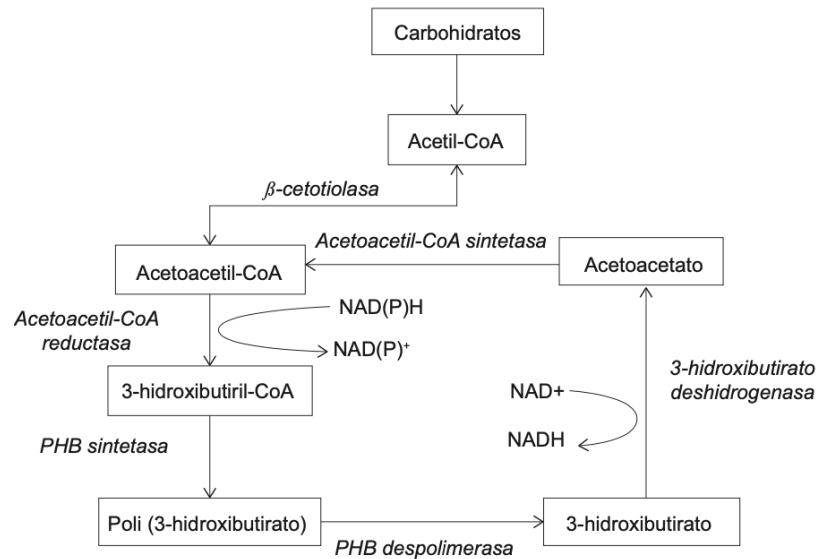 Carbohidratos
Acetil-CoA
ß-cetotiolasa
Acetoacetil-CoA sintetasa
Acetoacetil-CoA
Acetoacetato
Acetoacetil-CoA
reductasa
NAD(P)H
NAD(P)⁺
3-hidroxibutirato
deshidrogenasa
3-hidroxibutiril-CoA
NAD+
NADH
PHB sintetasa
Poli (3-hidroxibutirato)
3-hidroxibutirato
PHB despolimerasa